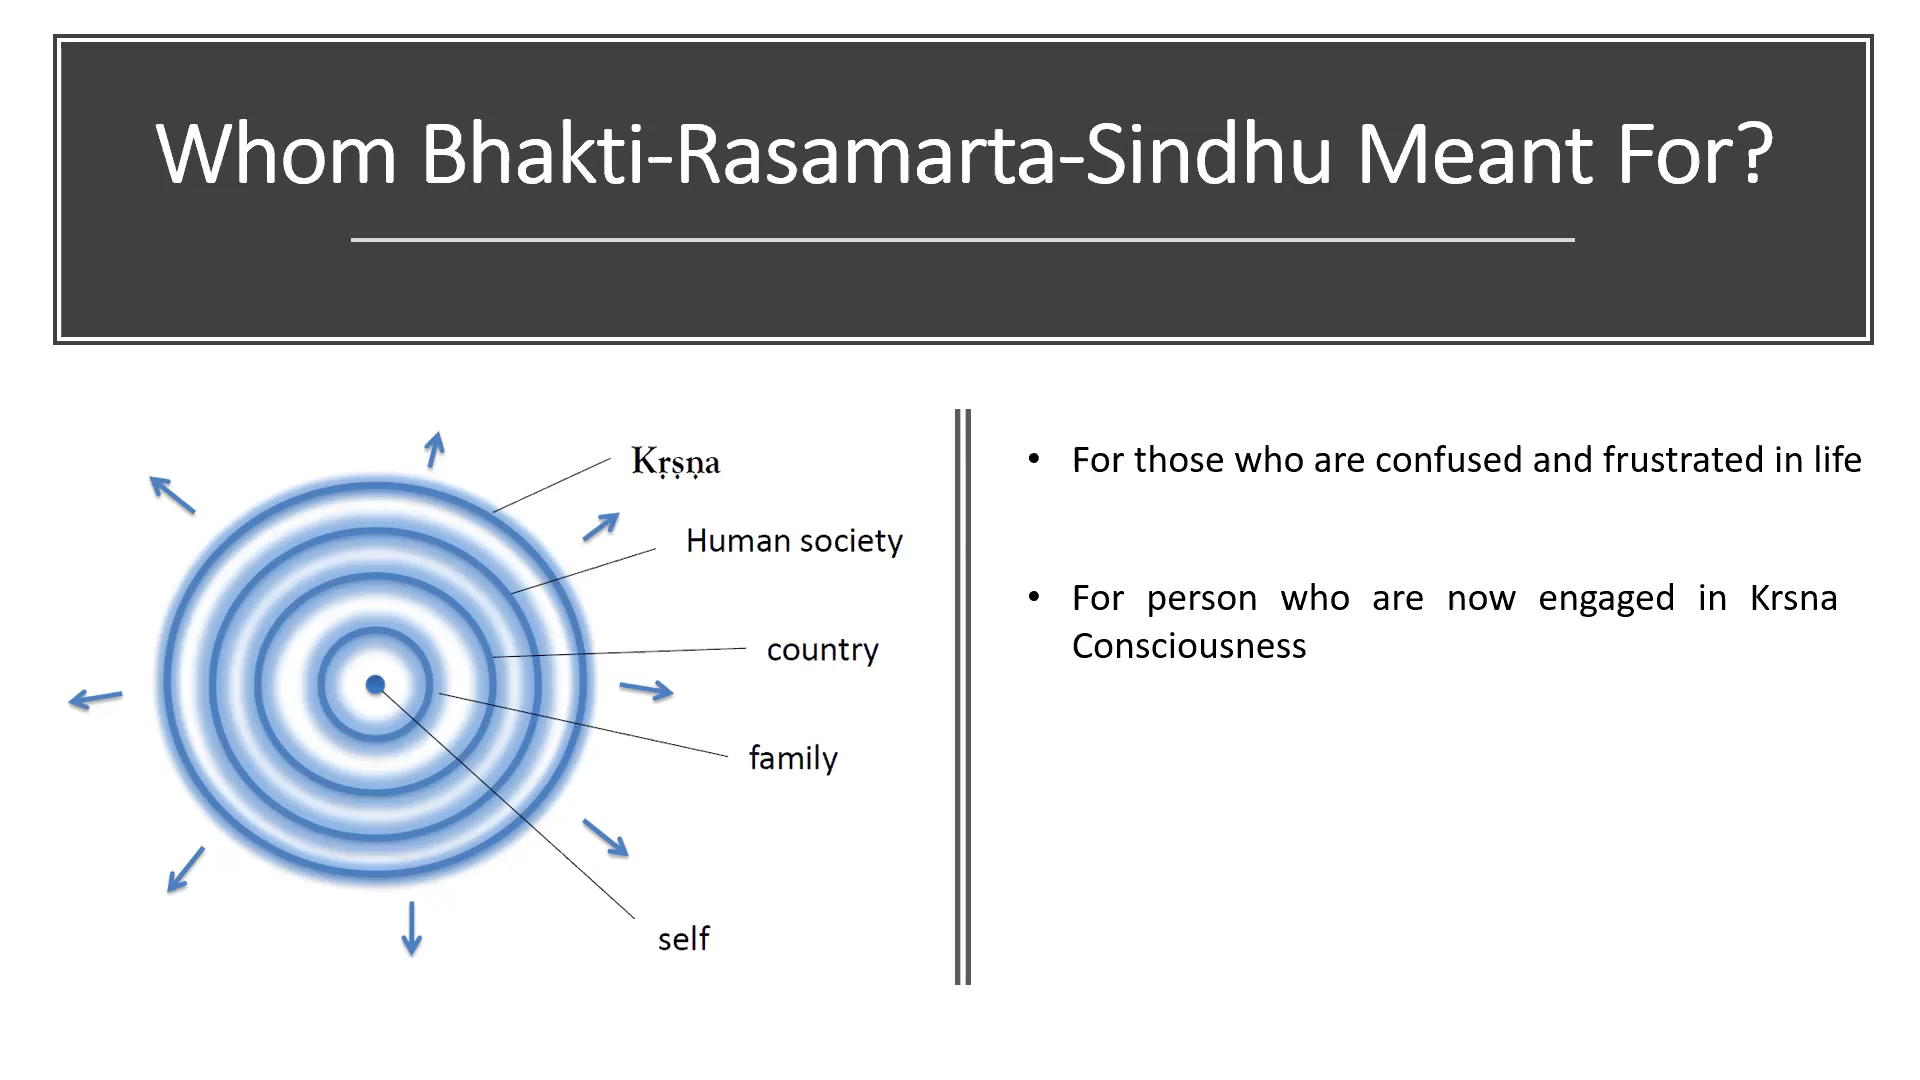 Whom Bhakti-Rasamarta-Sindhu Meant For?
Kṛṣṇa
Human society
country
family
self
• For those who are confused and frustrated in life
• For person who are now engaged in Krsna
Consciousness